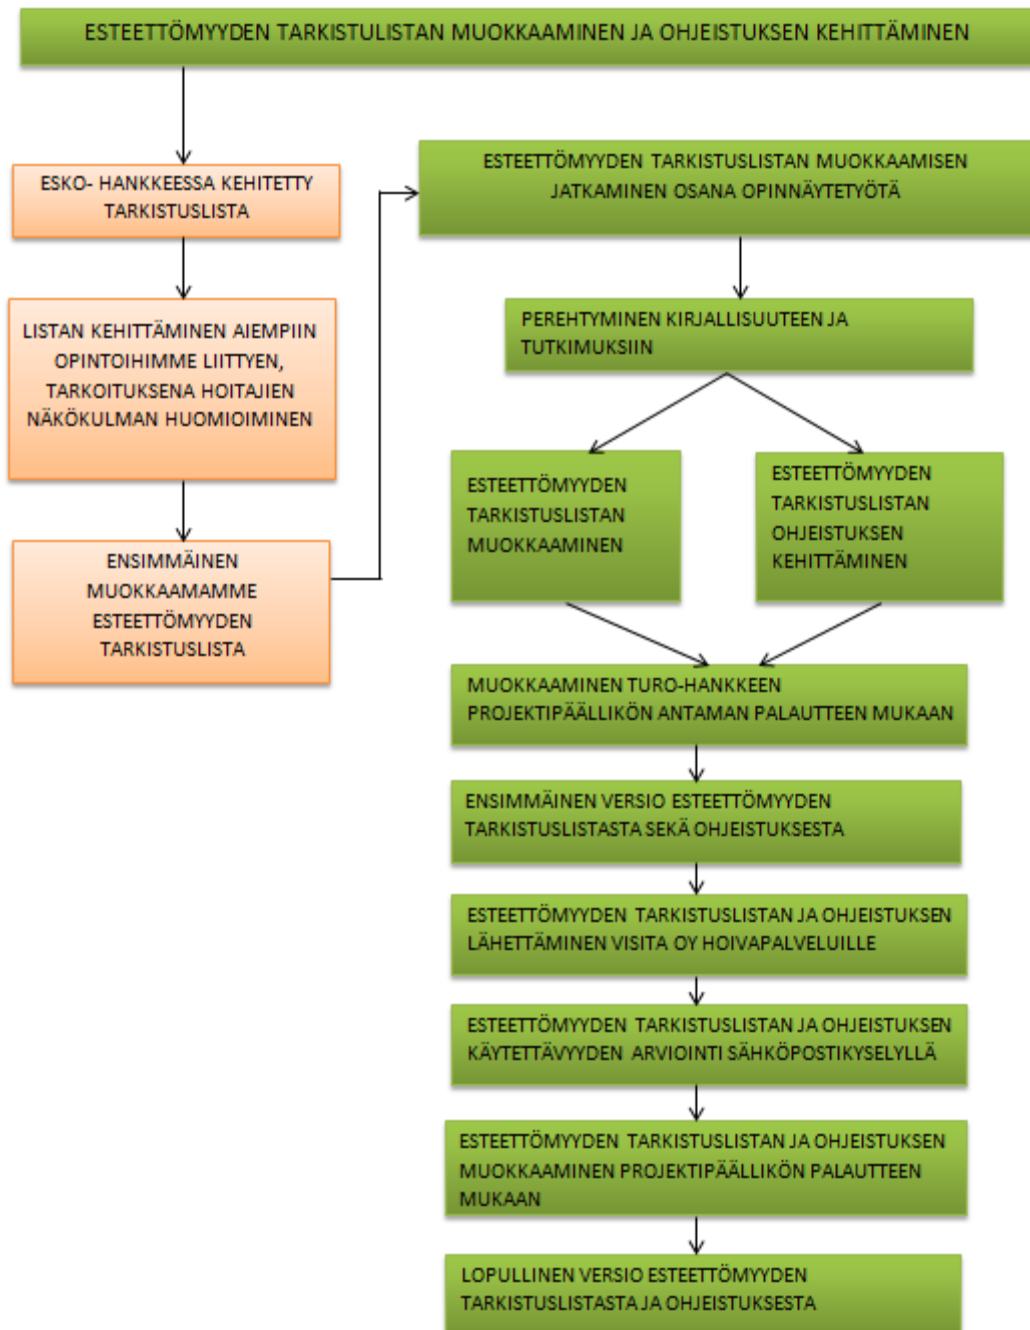 ESTEETTÖMYYDEN TARKISTULISTAN MUOKKAAMINEN JA OHJEISTUKSEN KEHITTÄMINEN
ESKO- HANKKEESSA KEHITETTY
TARKISTUSLISTA
LISTAN KEHITTÄMINEN AIEMPIIN
OPINTOIHIMME LIITTYEN,
TARKOITUKSENA HOITAJIEN
NÄKÖKULMAN HUOMIOIMINEN
ENSIMMÄINEN
MUOKKAAMAMME
ESTEETTÖMYYDEN
TARKISTUSLISTA
ESTEETTÖMYYDEN TARKISTUSLISTAN MUOKKAAMISEN
JATKAMINEN OSANA OPINNÄYTETYÖTÄ
PEREHTYMINEN KIRJALLISUUTEEN JA
TUTKIMUKSIIN
ESTEETTÖMYYDEN
TARKISTUSLISTAN
MUOKKAAMINEN
ESTEETTÖMYYDEN
TARKISTUSLISTAN
OHJEISTUKSEN
KEHITTÄMINEN
MUOKKAAMINEN TURO-HANKKEEN
PROJEKTIPÄÄLLIKÖN ANTAMAN PALAUTTEEN MUKAAN
ENSIMMÄINEN VERSIO ESTEETTÖMYYDEN
TARKISTUSLISTASTA SEKÄ OHJEISTUKSESTA
ESTEETTÖMYYDEN TARKISTUSLISTAN JA OHJEISTUKSEN
LÄHETTÄMINEN VISITA OY HOIVAPALVELUILLE
ESTEETTÖMYYDEN TARKISTUSLISTAN JA OHJEISTUKSEN
KÄYTETTÄVYYDEN ARVIOINTI SÄHKÖPOSTIKYSELYLLÄ
ESTEETTÖMYYDEN TARKISTUSLISTAN JA OHJEISTUKSEN
MUOKKAAMINEN PROJEKTIPÄÄLLIKÖN PALAUTTEEN
MUKAAN
LOPULLINEN VERSIO ESTEETTÖMYYDEN
TARKISTUSLISTASTA JA OHJEISTUKSESTA